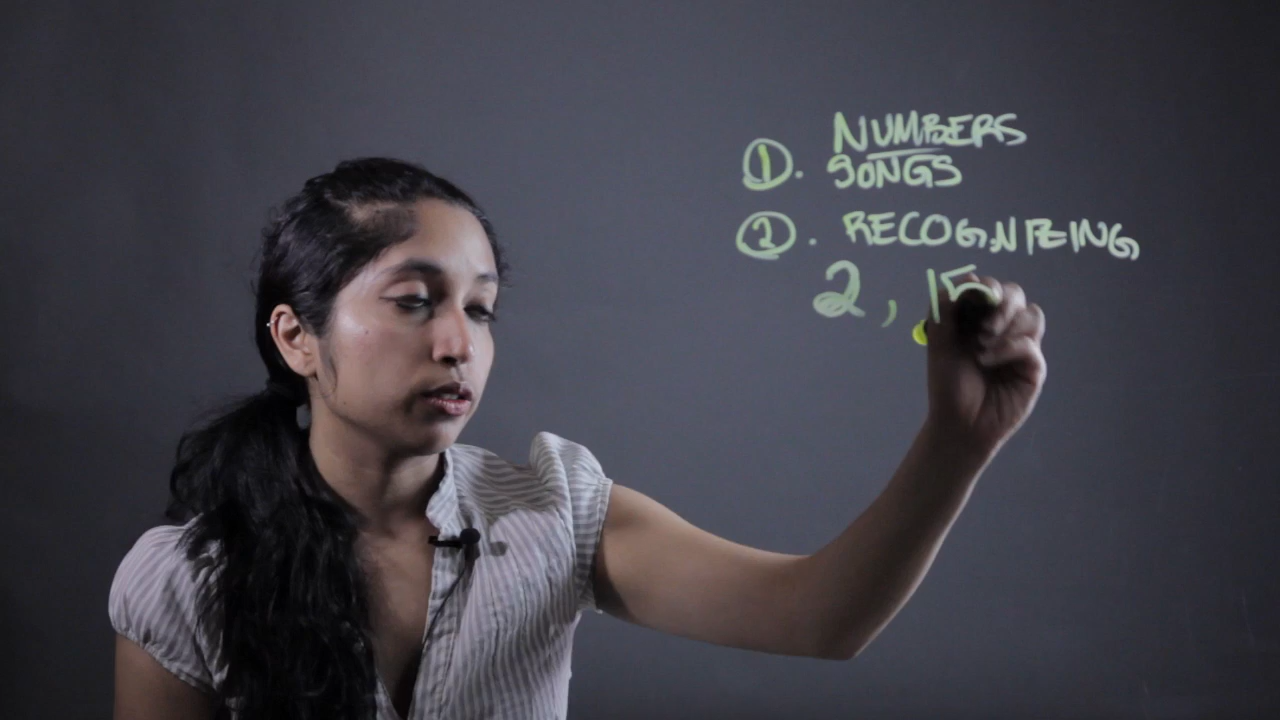 NUMBERS
①. SONGS
②. RECOGNIZING
2, 15